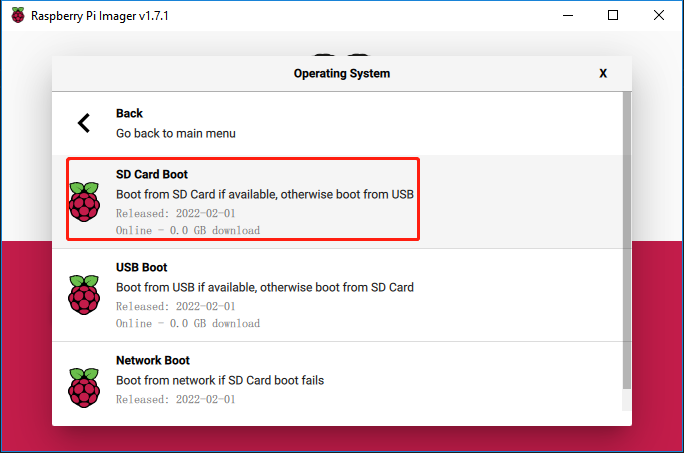 Raspberry Pi Imager v1.7.1
Operating System
X
Back
Go back to main menu
SD Card Boot
Boot from SD Card if available, otherwise boot from USB
Released: 2022-02-01
Online - 0.0 GB download
USB Boot
Boot from USB if available, otherwise boot from SD Card
Released: 2022-02-01
Online - 0.0 GB download
Network Boot
Boot from network if SD Card boot fails
Released: 2022-02-01